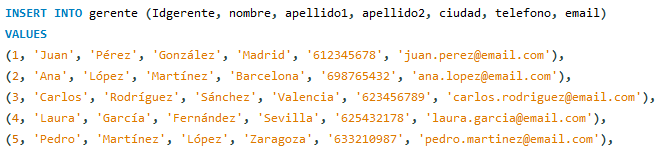 INSERT INTO gerente (Idgerente, nombre, apellido1, apellido2, ciudad, telefono, email)
VALUES
(1, 'Juan', 'Pérez', 'González', 'Madrid', '612345678', 'juan.perez@email.com'),
(2, 'Ana', 'López', 'Martínez', 'Barcelona', '698765432', 'ana.lopez@email.com'),
(3, 'Carlos', 'Rodríguez', 'Sánchez', 'Valencia', '623456789', 'carlos.rodriguez@email.com'),
(4, 'Laura', 'García', 'Fernández', 'Sevilla', '625432178', 'laura.garcia@email.com'),
(5, 'Pedro', 'Martínez', 'López', 'Zaragoza', '633210987', 'pedro.martinez@email.com'),